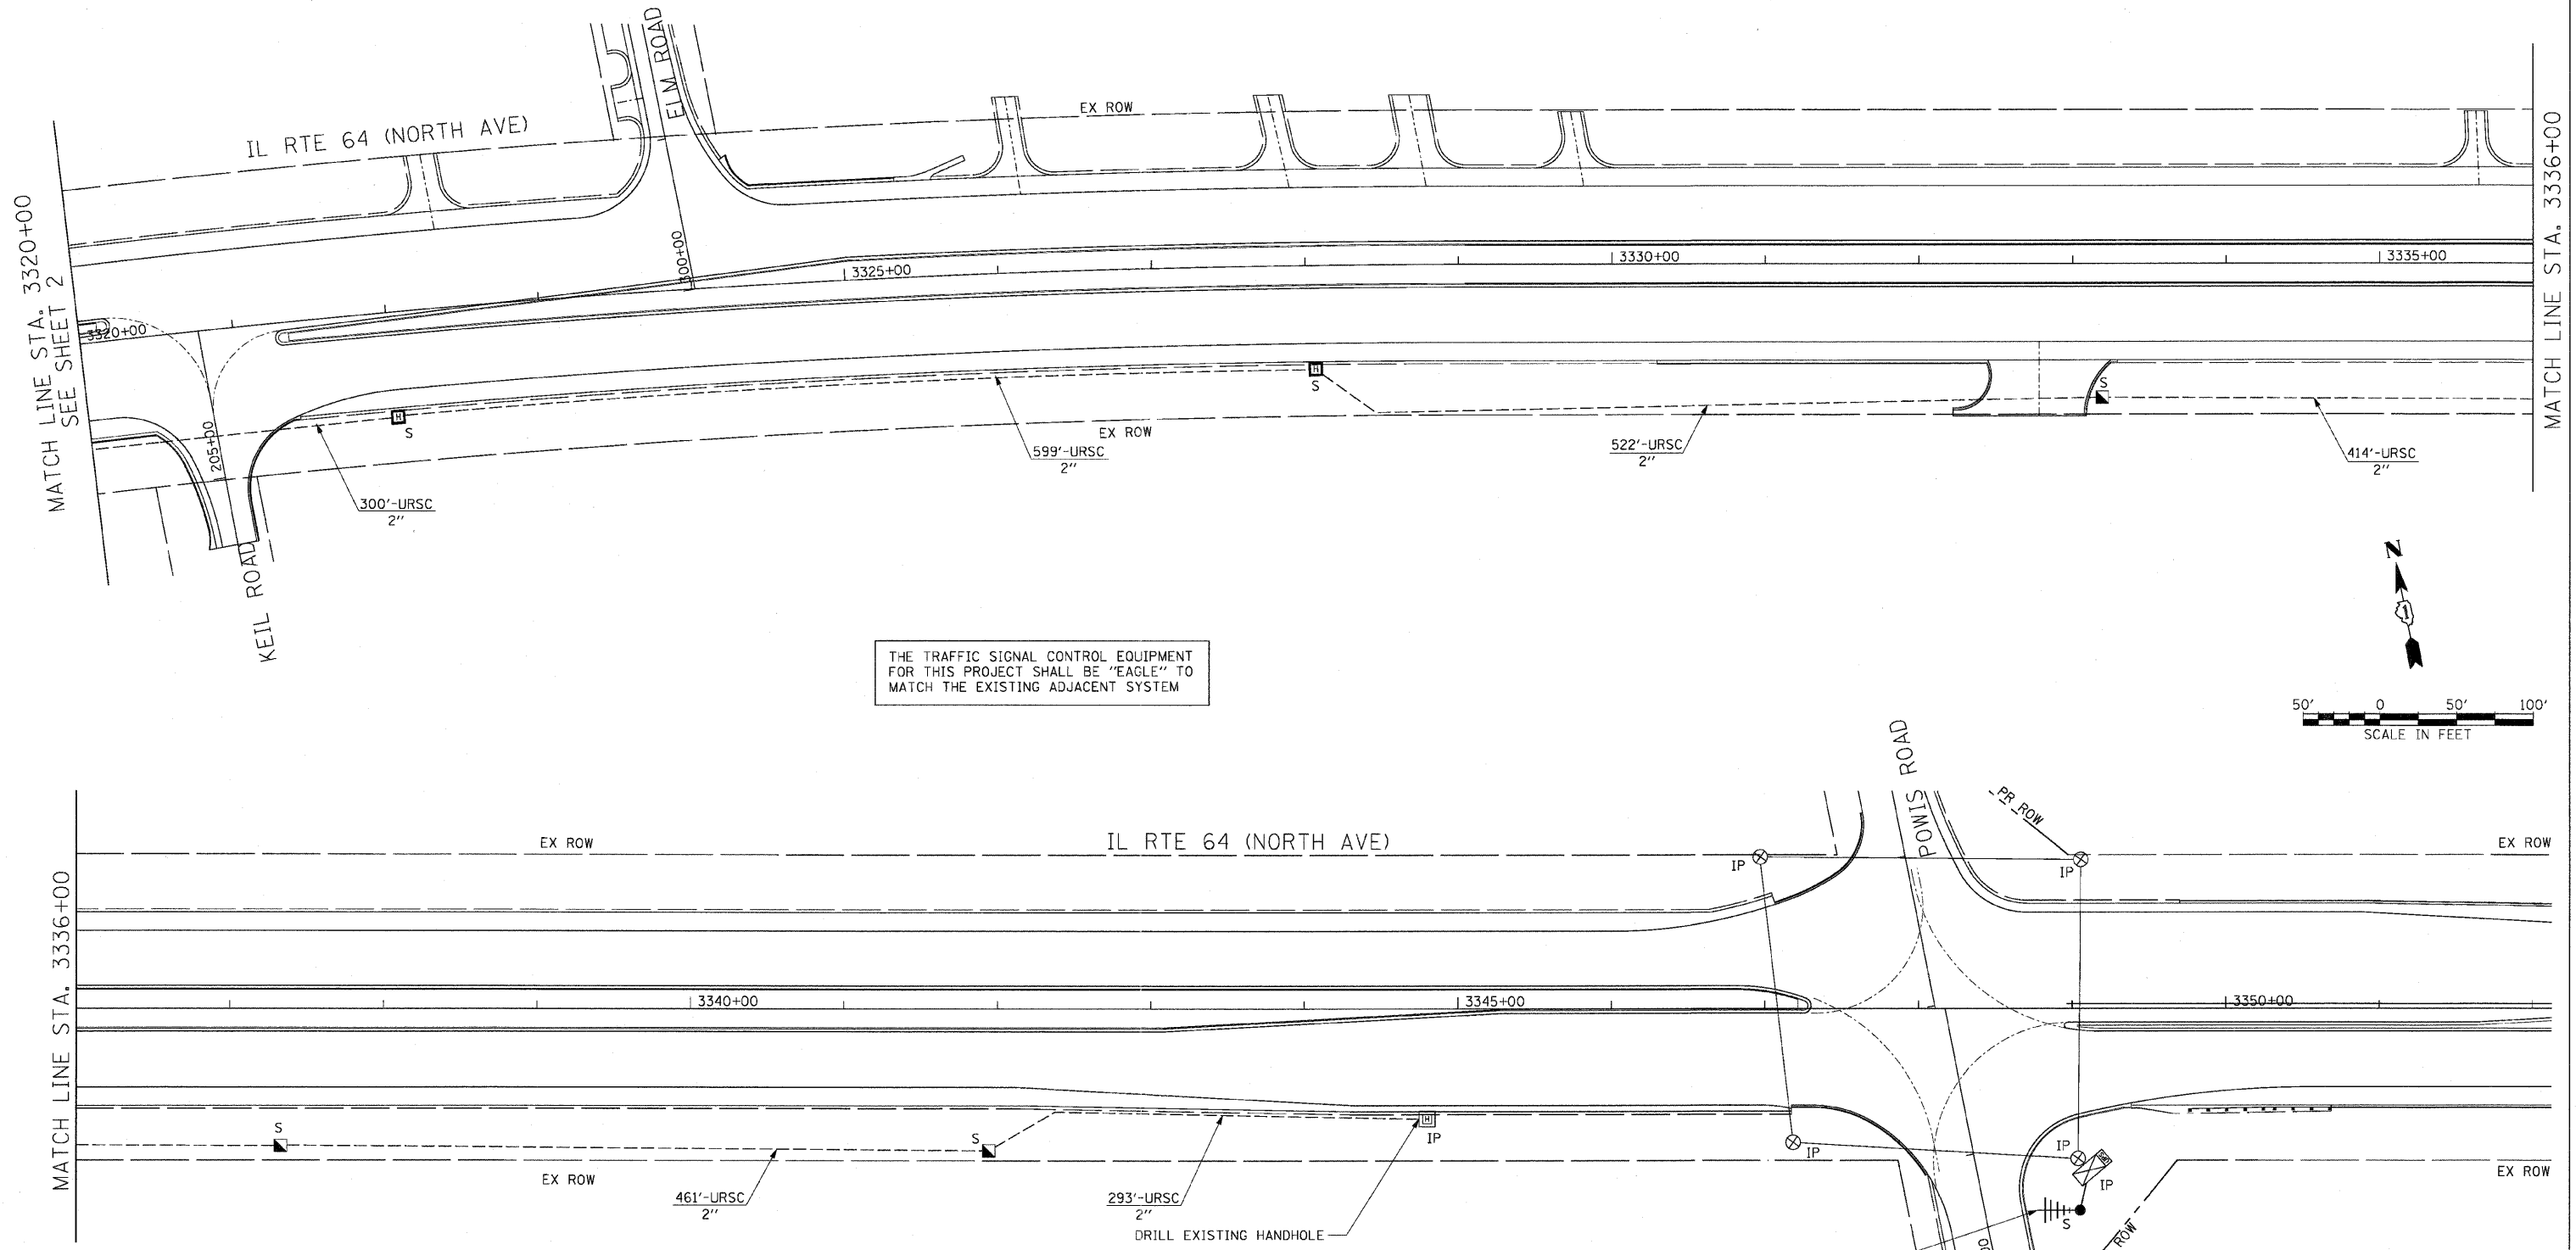 ELM ROAD
EX ROW
IL RTE 64 (NORTH AVE)
MATCH LINE STA. 3320+00
SEE SHEET 2
MATCH LINE STA. 3336+00
300+00
3325+00
3330+00
3335+00
3320+00
205+00
H
S
H
S
S
EX ROW
599'-URSC
2"
522'-URSC
2"
414'-URSC
2"
300'-URSC
2"
KEIL ROAD
N
THE TRAFFIC SIGNAL CONTROL EQUIPMENT
FOR THIS PROJECT SHALL BE "EAGLE" TO
MATCH THE EXISTING ADJACENT SYSTEM
50' 0 50' 100'
SCALE IN FEET
POWIS ROAD
PR ROW
EX ROW
IL RTE 64 (NORTH AVE)
EX ROW
IP
IP
MATCH LINE STA. 3336+00
3340+00
3345+00
3350+00
S
S
H
IP
IP
IP
IP
EX ROW
EX ROW
461'-URSC
2"
293'-URSC
2"
DRILL EXISTING HANDHOLE
S
ROW